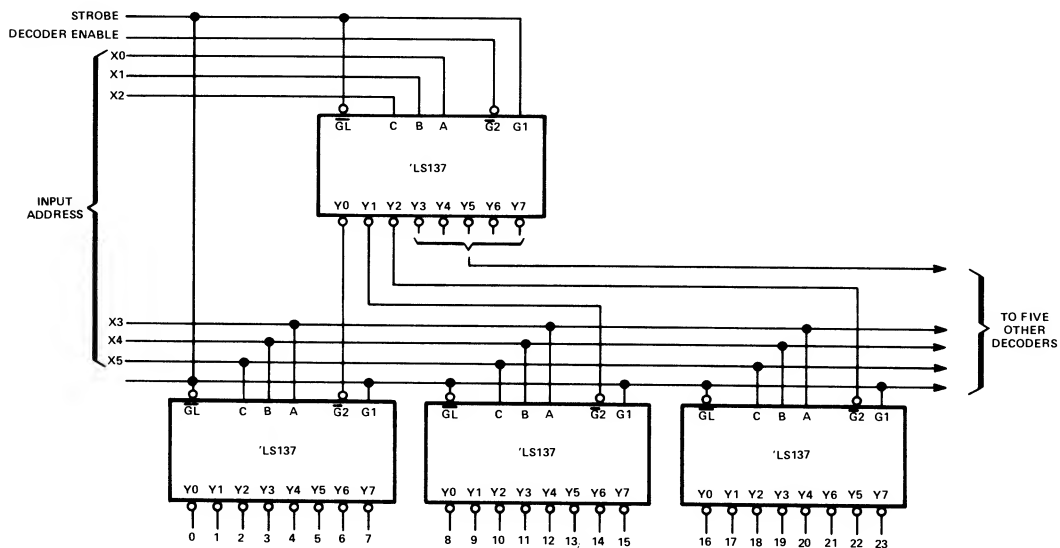 STROBE
DECODER ENABLE
X0
X1
X2
GL C B A G2 G1
'LS137
Y0 Y1 Y2 Y3 Y4 Y5 Y6 Y7
INPUT
ADDRESS
TO FIVE
OTHER
DECODERS
X3
X4
X5
GL C B A G2 G1
'LS137
Y0 Y1 Y2 Y3 Y4 Y5 Y6 Y7
0 1 2 3 4 5 6 7
GL C B A G2 G1
'LS137
Y0 Y1 Y2 Y3 Y4 Y5 Y6 Y7
8 9 10 11 12 13 14 15
GL C B A G2 G1
'LS137
Y0 Y1 Y2 Y3 Y4 Y6 Y5 Y7
16 17 18 19 20 21 22 23